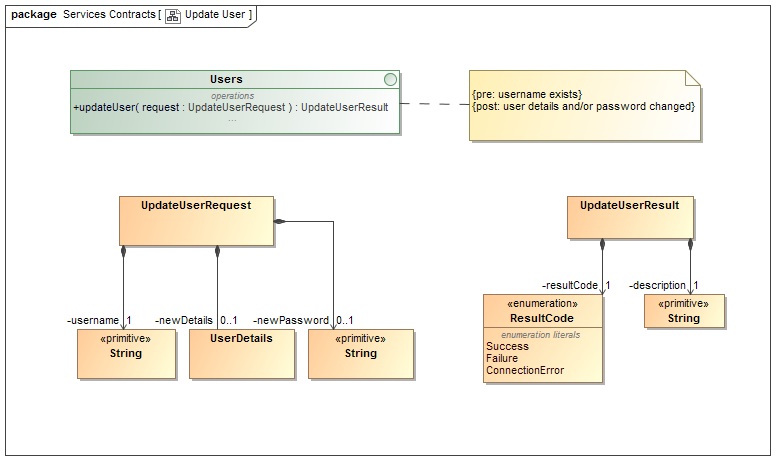 package Services Contracts [ Update User ]
Users
operations
+updateUser( request : UpdateUserRequest ) : UpdateUserResult
...
{pre: username exists}
{post: user details and/or password changed}
UpdateUserRequest
UpdateUserResult
-resultCode 1
-description 1
-username 1
-newDetails 0..1
-newPassword 0..1
«enumeration»
ResultCode
enumeration literals
Success
Failure
ConnectionError
«primitive»
String
«primitive»
String
UserDetails
«primitive»
String